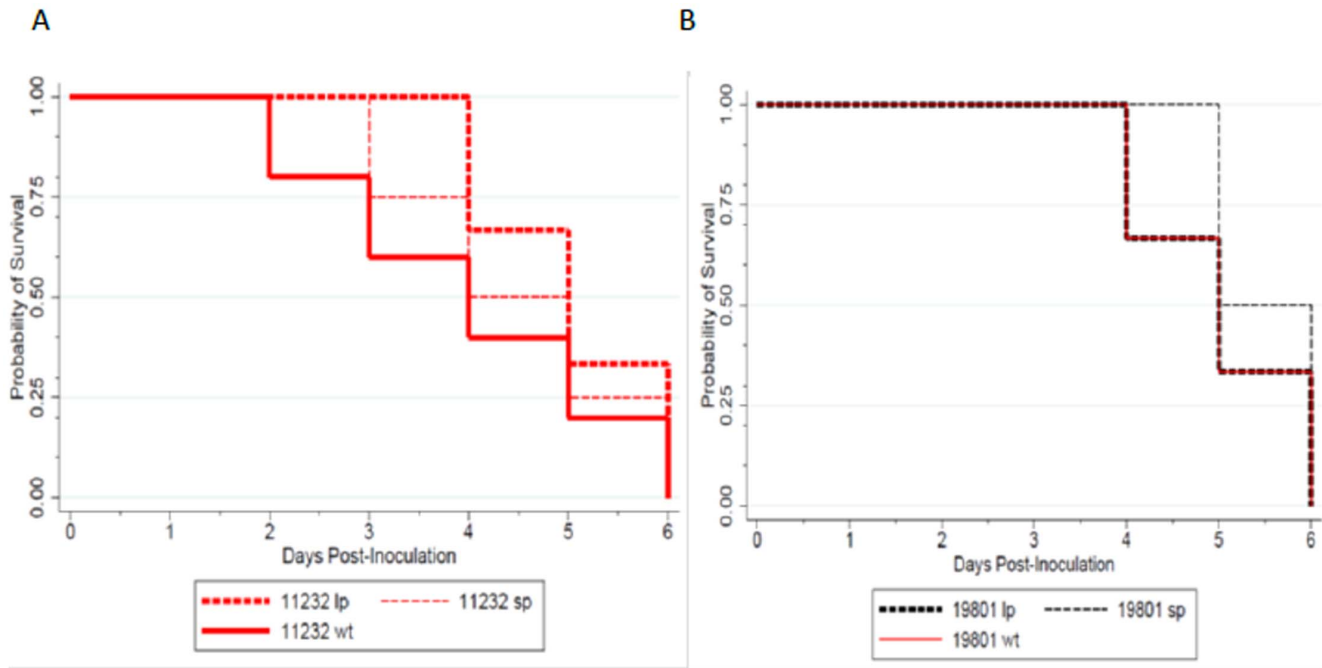 A
B
Probability of Survival
1.00
0.75
0.50
0.25
0.00
0 1 2 3 4 5 6
Days Post-Inoculation
11232 lp 11232 sp
11232 wt
Probability of Survival
1.00
0.75
0.50
0.25
0.00
0 1 2 3 4 5 6
Days Post-Inoculation
19801 lp 19801 sp
19801 wt